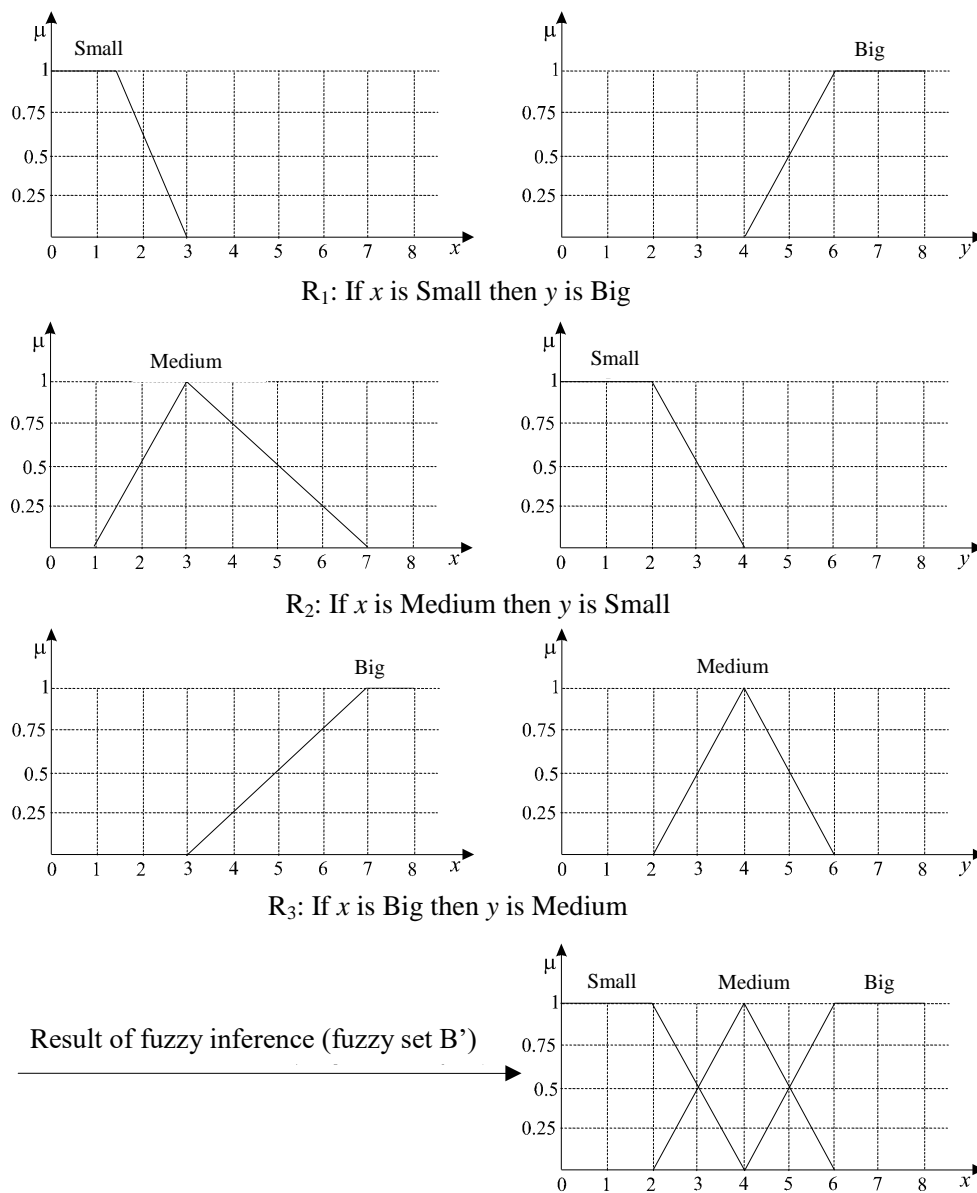 μ
Small
1
0.75
0.5
0.25
0 1 2 3 4 5 6 7 8 x
μ
Big
1
0.75
0.5
0.25
0 1 2 3 4 5 6 7 8 y
R1: If x is Small then y is Big
μ
Medium
1
0.75
0.5
0.25
0 1 2 3 4 5 6 7 8 x
μ
Small
1
0.75
0.5
0.25
0 1 2 3 4 5 6 7 8 y
R2: If x is Medium then y is Small
μ
Big
1
0.75
0.5
0.25
0 1 2 3 4 5 6 7 8 x
μ
Medium
1
0.75
0.5
0.25
0 1 2 3 4 5 6 7 8 y
R3: If x is Big then y is Medium
Result of fuzzy inference (fuzzy set B’)
μ
Small Medium Big
1
0.75
0.5
0.25
0 1 2 3 4 5 6 7 8 x